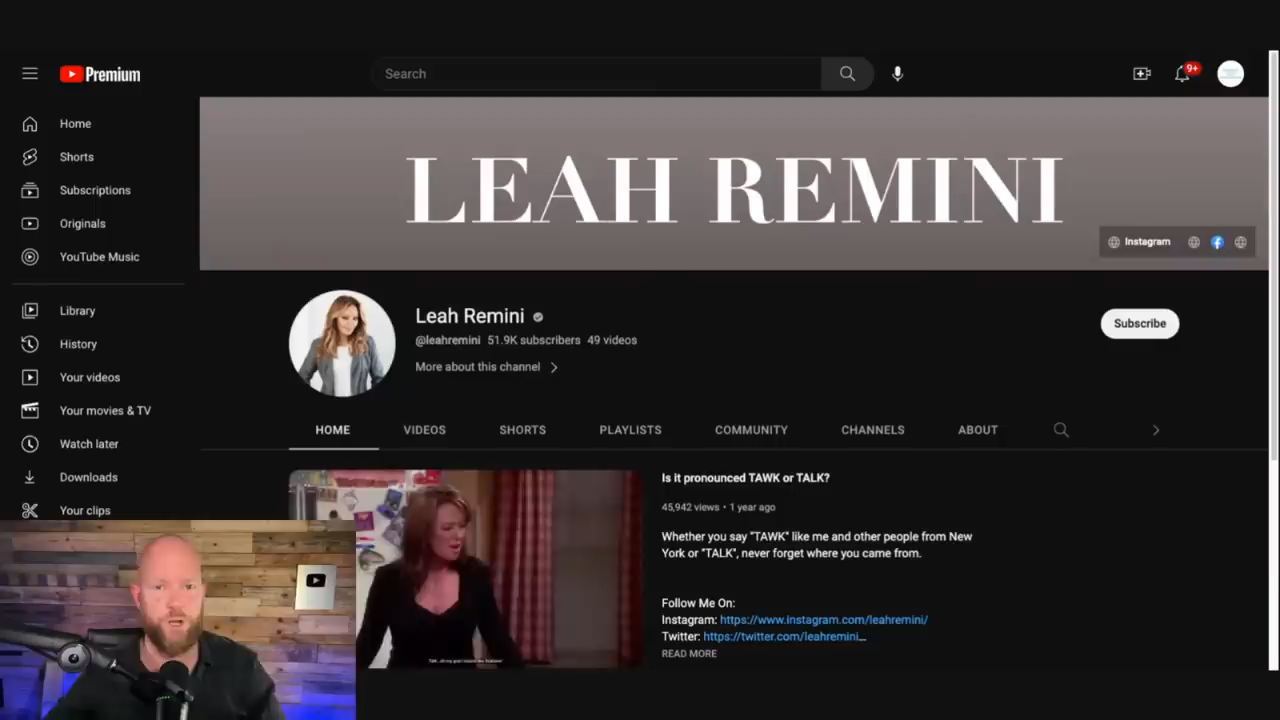 Premium
Search
9+
Home
Shorts
Subscriptions
Originals
YouTube Music
Library
History
Your videos
Your movies & TV
Watch later
Downloads
Your clips
LEAH REMINI
Instagram
Leah Remini
@leahremini 51.9K subscribers 49 videos
More about this channel
Subscribe
HOME VIDEOS SHORTS PLAYLISTS COMMUNITY CHANNELS ABOUT
Is it pronounced TAWK or TALK?
45,942 views • 1 year ago
Whether you say "TAWK" like me and other people from New
York or "TALK", never forget where you came from.
Follow Me On:
Instagram: https://www.instagram.com/leahremini/
Twitter: https://twitter.com/leahremini...
READ MORE